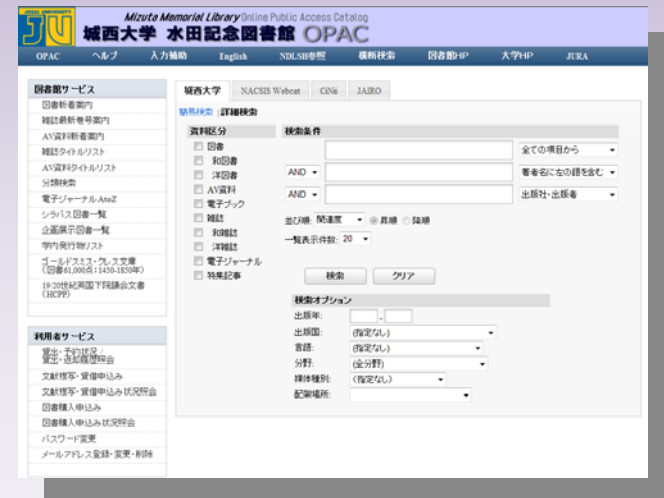 JOSAI UNIVERSITY
JU
Mizuta Memorial Library Online Public Access Catalog
城西大学 水田記念図書館 OPAC
OPAC ヘルプ 入力補助 English NDLSH参照 横断検索 図書館HP 大学HP JURA
図書館サービス
図書新着案内
雑誌最新巻号案内
AV資料新着案内
雑誌タイトルリスト
AV資料タイトルリスト
分類検索
電子ジャーナルAtoZ
シラバス図書一覧
企画展示図書一覧
学内発行物リスト
ゴールドスミス・クレス文庫
(図書61,000点:1450-1850年)
19/20世紀英国下院議会文書
(HCPP)
利用者サービス
貸出・予約状況/
貸出・返却履歴照会
文献複写・貸借申込み
文献複写・貸借申込み状況照会
図書購入申込み
図書購入申込み状況照会
パスワード変更
メールアドレス登録・変更・削除
城西大学 NACSIS Webcat CiNii JAIRO
簡易検索 | 詳細検索
資料区分
図書
和図書
洋図書
AV資料
電子ブック
雑誌
和雑誌
洋雑誌
電子ジャーナル
特集記事
検索条件
全ての項目から
AND 著者名に左の語を含む
AND 出版社・出版者
並び順: 関連度 昇順 降順
一覧表示件数: 20
検索 クリア
検索オプション
出版年: -
出版国: (指定なし)
言語: (指定なし)
分野: (全分野)
媒体種別: (指定なし)
配架場所: